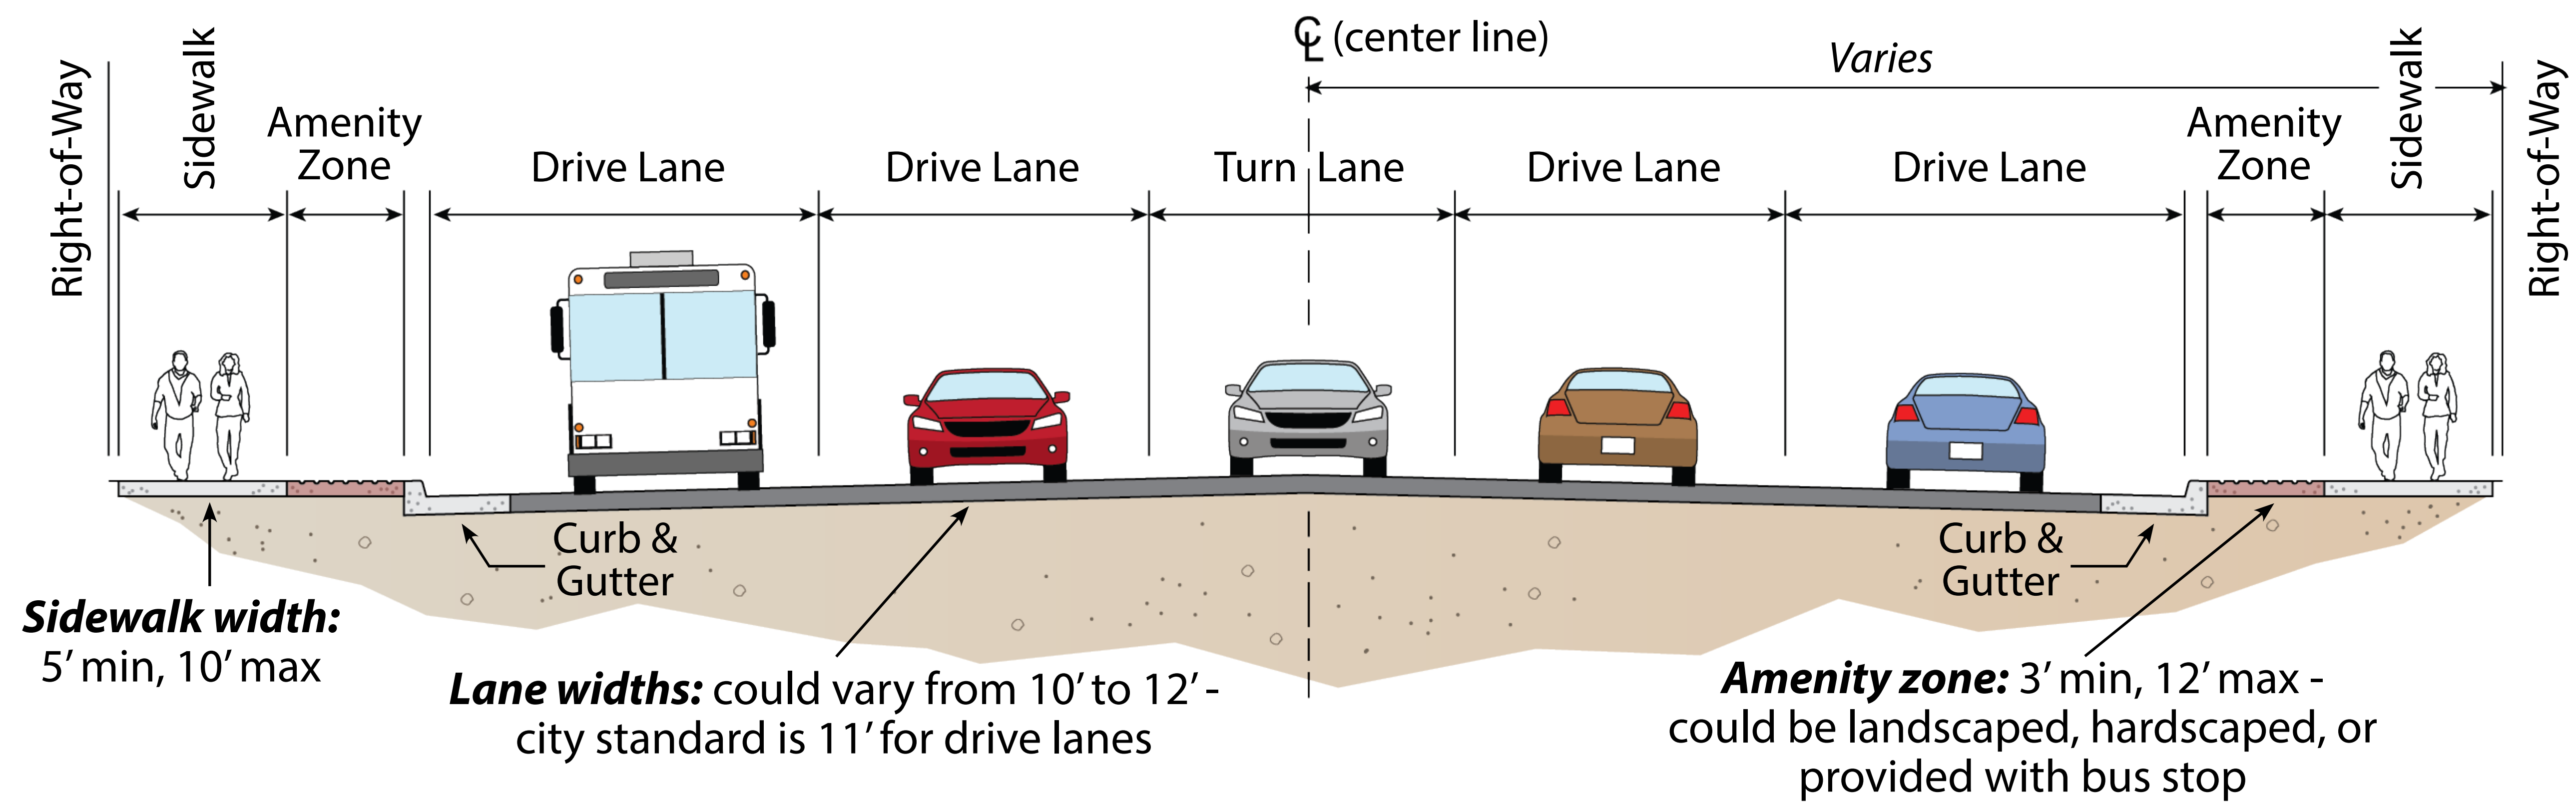 ℄ (center line)
Varies
Right-of-Way
Sidewalk
Amenity
Zone
Drive Lane
Drive Lane
Turn Lane
Drive Lane
Drive Lane
Amenity
Zone
Sidewalk
Right-of-Way
Curb &
Gutter
Curb &
Gutter
Sidewalk width:
5’ min, 10’ max
Lane widths: could vary from 10’ to 12’ -
city standard is 11’ for drive lanes
Amenity zone: 3’ min, 12’ max -
could be landscaped, hardscaped, or
provided with bus stop